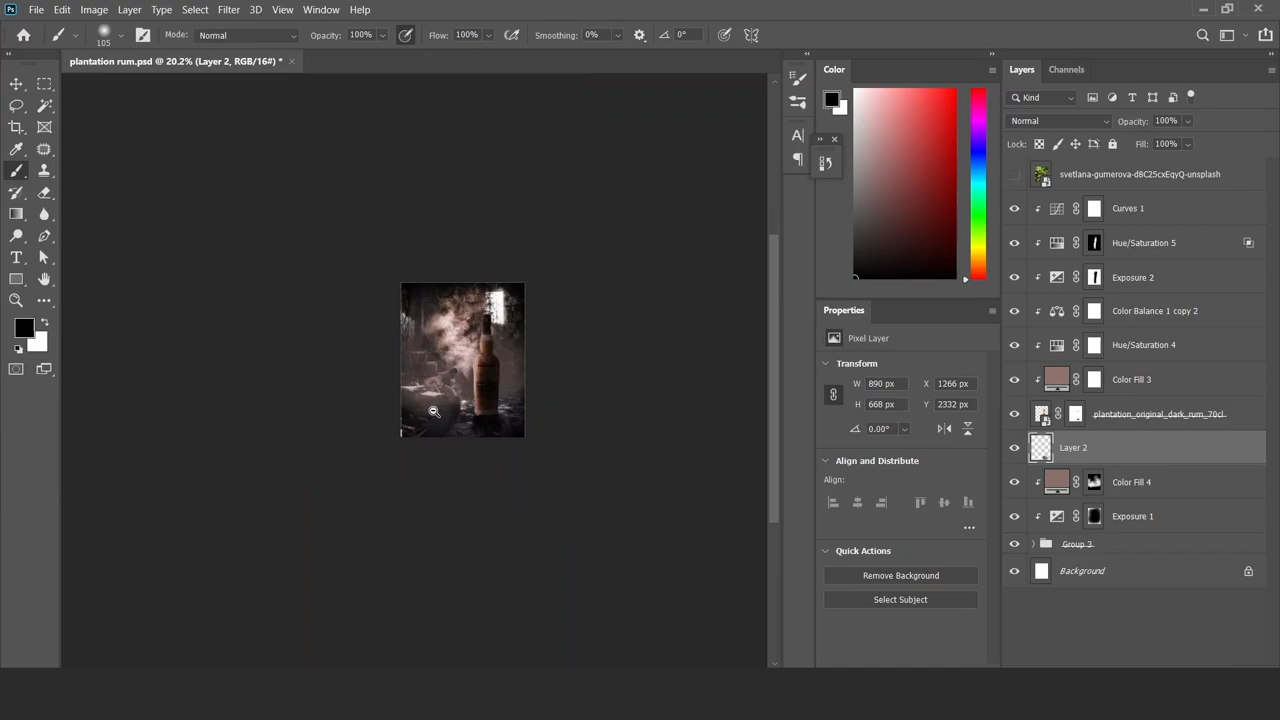 Ps File Edit Image Layer Type Select Filter 3D View Window Help
105 Mode: Normal Opacity: 100% Flow: 100% Smoothing: 0% 0°
plantation rum.psd @ 20.2% (Layer 2, RGB/16#) *
Color
Properties
Pixel Layer
Transform
W 890 px X 1266 px
H 668 px Y 2332 px
0.00°
Align and Distribute
Align:
Quick Actions
Remove Background
Select Subject
Layers Channels
Kind
Normal Opacity: 100%
Lock: Fill: 100%
svetlana-gumerova-d8C25cxEqyQ-unsplash
Curves 1
Hue/Saturation 5
Exposure 2
Color Balance 1 copy 2
Hue/Saturation 4
Color Fill 3
plantation_original_dark_rum_70cl
Layer 2
Color Fill 4
Exposure 1
Group 3
Background